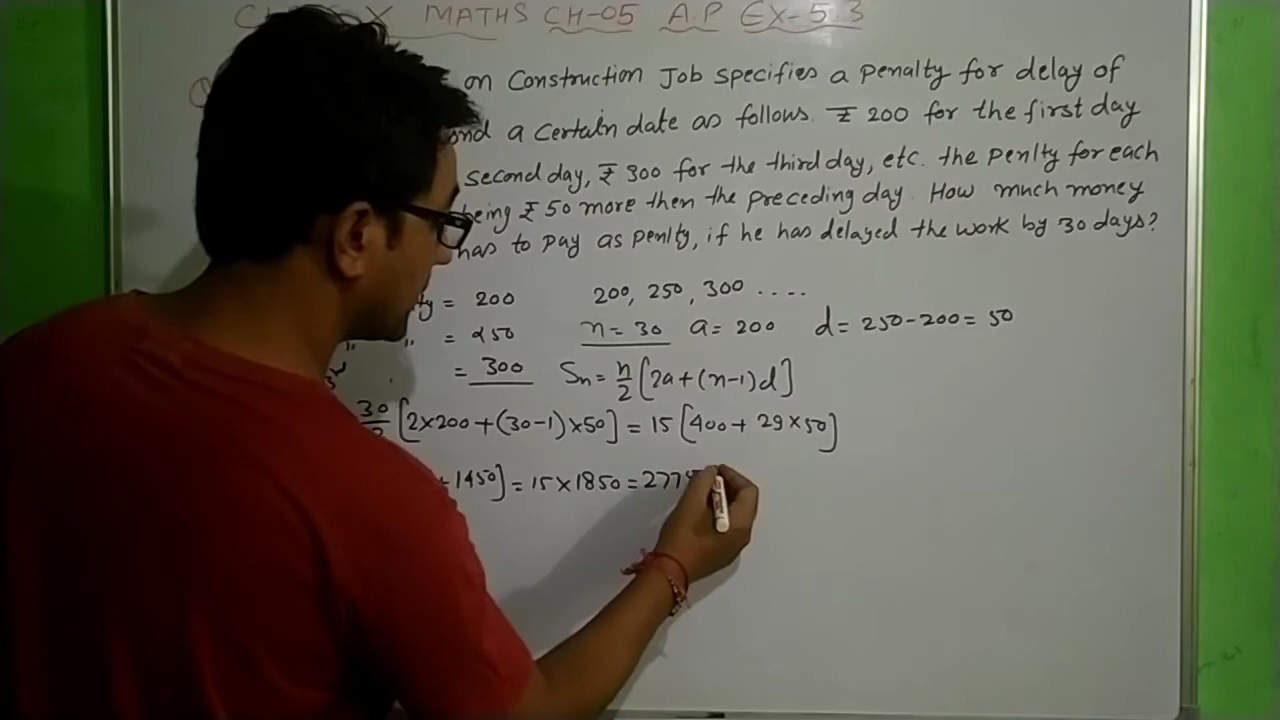 X MATHS CH-05 A.P EX-5.3
on Construction Job specifies a Penalty for delay of
a certain date as follows. ₹ 200 for the first day
second day, ₹ 300 for the third day, etc. the Penlty for each
being ₹ 50 more then the preceding day. How much money
has to pay as penlty, if he has delayed the work by 30 days?
= 200 200, 250, 300 ....
" " = 250 n = 30 a = 200 d = 250-200 = 50
= 300 Sn = n/2 [2a+(n-1)d]
30/2 [2×200+(30-1)×50] = 15 [400+ 29×50]
+ 1450] = 15×1850 = 277